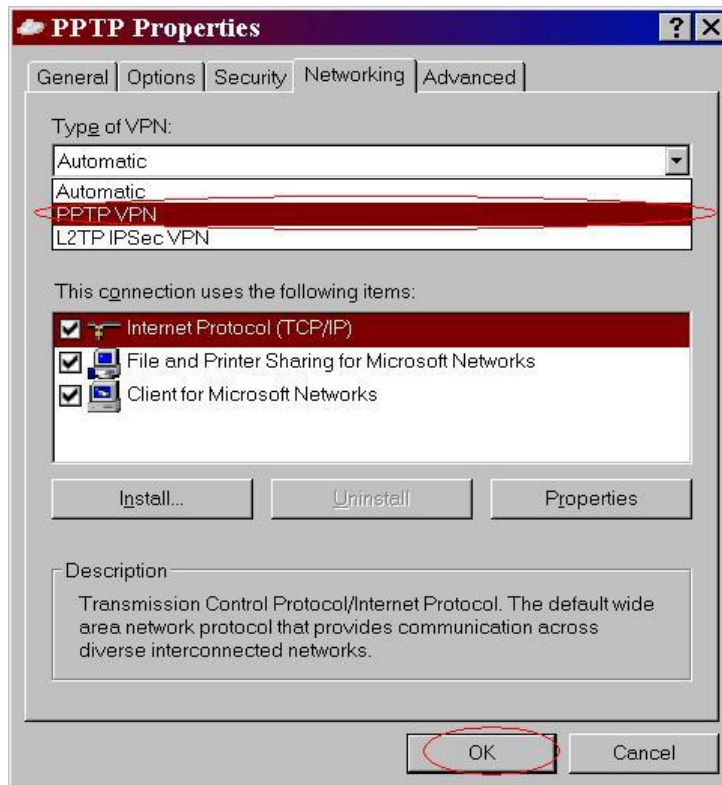 PPTP Properties
General Options Security Networking Advanced
Type of VPN:
Automatic
Automatic
PPTP VPN
L2TP IPSec VPN
This connection uses the following items:
Internet Protocol (TCP/IP)
File and Printer Sharing for Microsoft Networks
Client for Microsoft Networks
Install... Uninstall Properties
Description
Transmission Control Protocol/Internet Protocol. The default wide
area network protocol that provides communication across
diverse interconnected networks.
OK Cancel